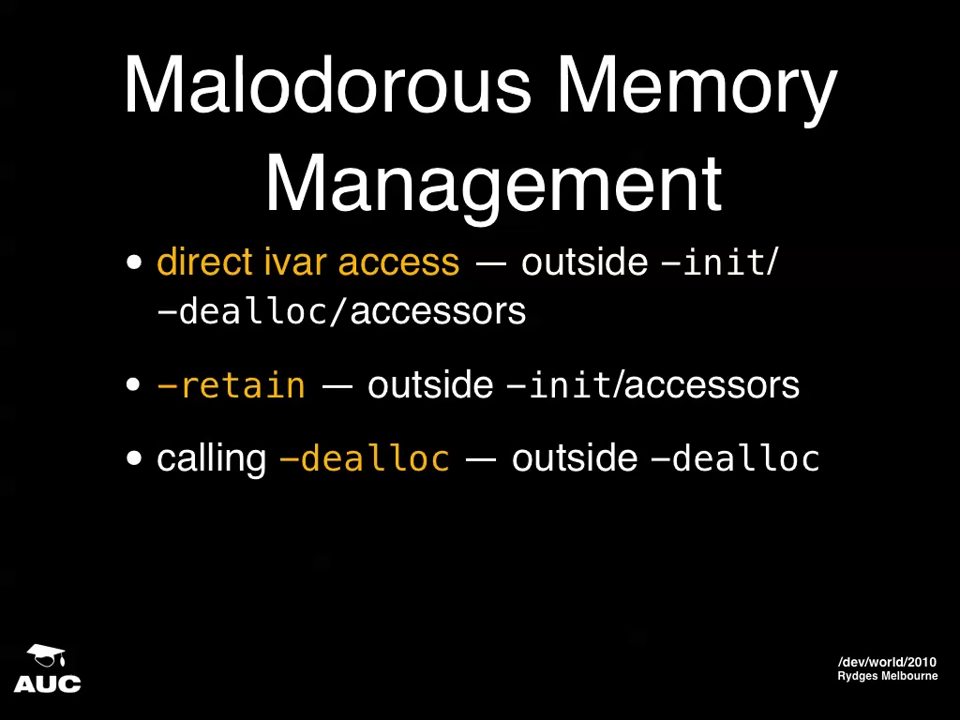 Malodorous Memory
Management
• direct ivar access — outside -init/
-dealloc/accessors
• -retain — outside -init/accessors
• calling -dealloc — outside -dealloc
AUC
/dev/world/2010
Rydges Melbourne